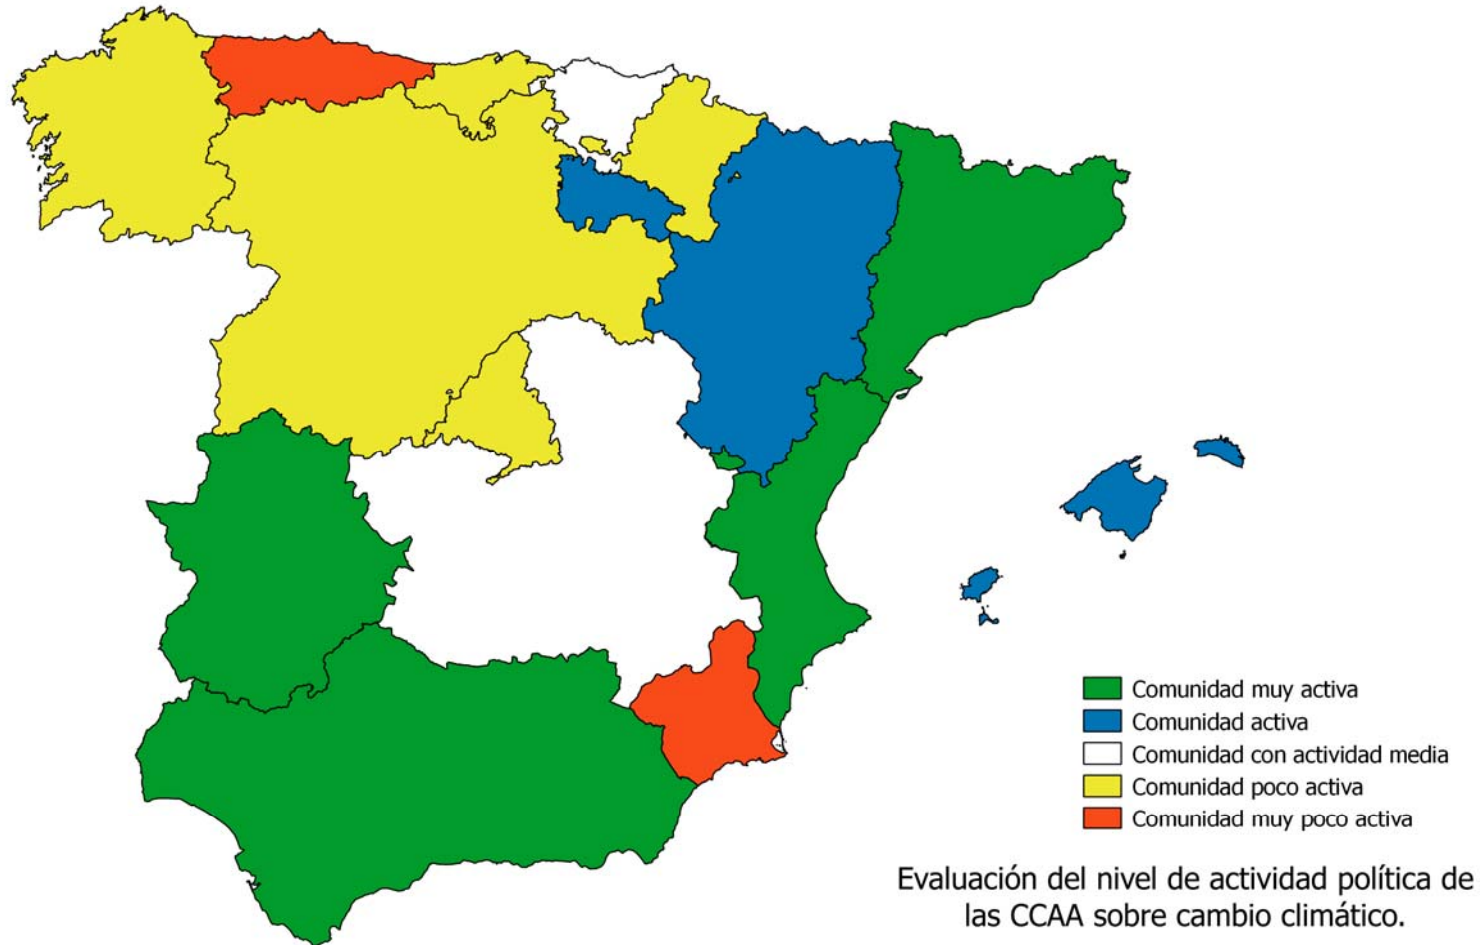 Comunidad muy activa
Comunidad activa
Comunidad con actividad media
Comunidad poco activa
Comunidad muy poco activa
Evaluación del nivel de actividad política de
las CCAA sobre cambio climático.